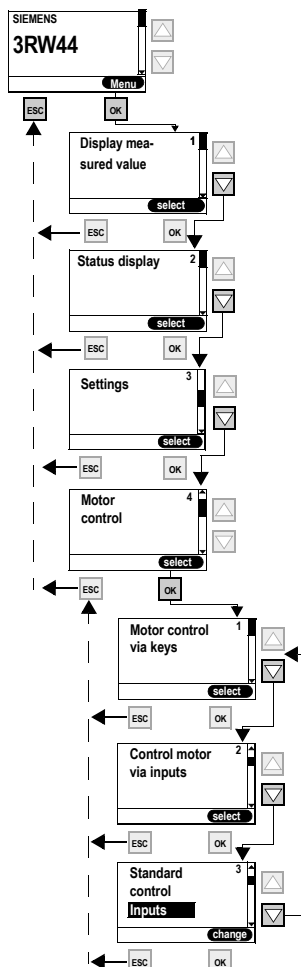 SIEMENS
3RW44
Menu
ESC
OK
Display mea-
sured value
1
select
ESC
OK
Status display
2
select
ESC
OK
Settings
3
select
ESC
OK
Motor
control
4
select
ESC
OK
Motor control
via keys
1
select
ESC
OK
Control motor
via inputs
2
select
ESC
OK
Standard
control
3
Inputs
change
ESC
OK